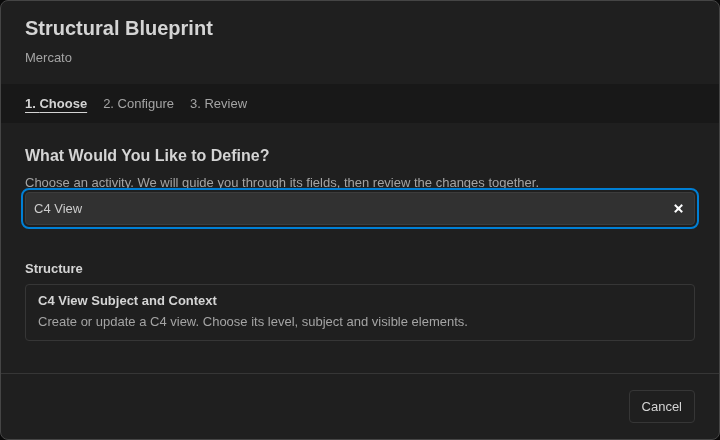 Structural Blueprint
Mercato
1. Choose 2. Configure 3. Review
What Would You Like to Define?
Choose an activity. We will guide you through its fields, then review the changes together.
C4 View ×
Structure
C4 View Subject and Context
Create or update a C4 view. Choose its level, subject and visible elements.
Cancel